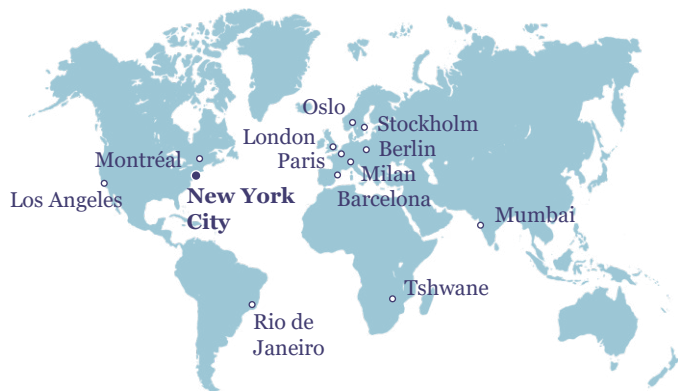 Oslo
Stockholm
London
Berlin
Montréal
Paris
Milan
Los Angeles
New York
City
Barcelona
Mumbai
Tshwane
Rio de
Janeiro